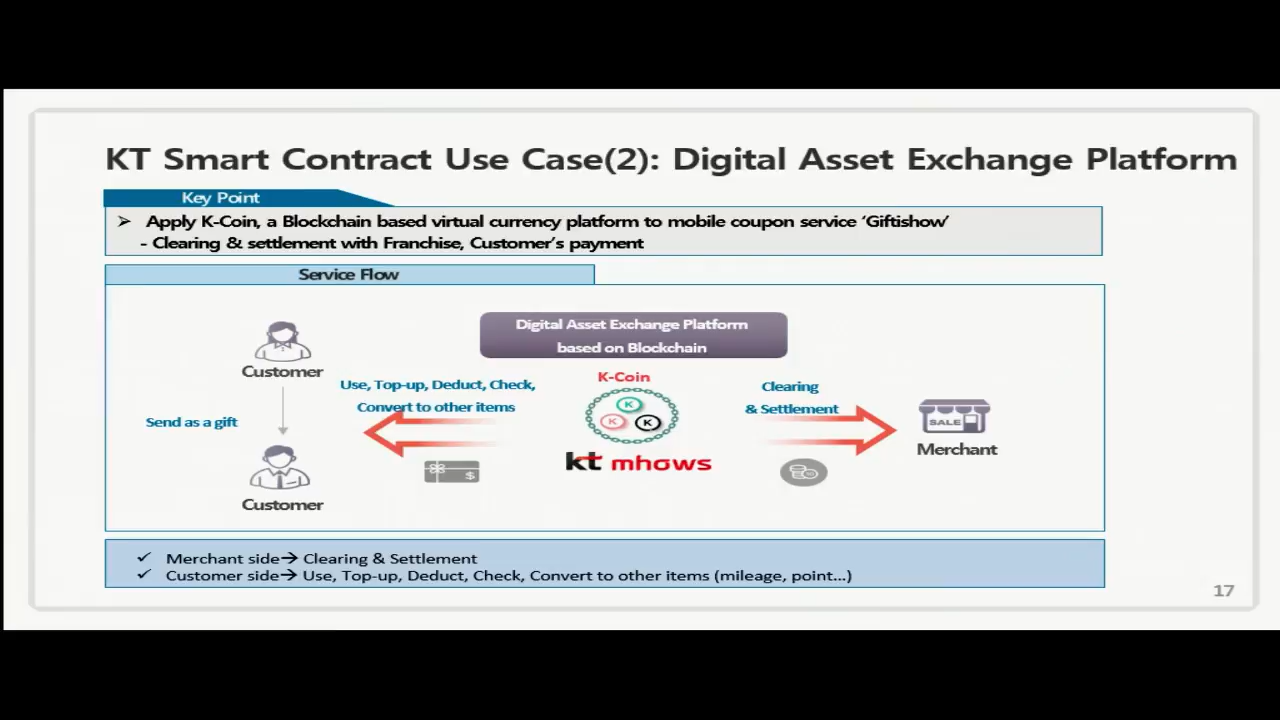 KT Smart Contract Use Case(2): Digital Asset Exchange Platform
Key Point
➢ Apply K-Coin, a Blockchain based virtual currency platform to mobile coupon service ‘Giftishow’
- Clearing & settlement with Franchise, Customer’s payment
Service Flow
Digital Asset Exchange Platform
based on Blockchain
Customer
Send as a gift
Customer
Use, Top-up, Deduct, Check,
Convert to other items
$
K-Coin
K
K K
kt mhows
Clearing
& Settlement
SALE
Merchant
✓ Merchant side→ Clearing & Settlement
✓ Customer side→ Use, Top-up, Deduct, Check, Convert to other items (mileage, point...)
17